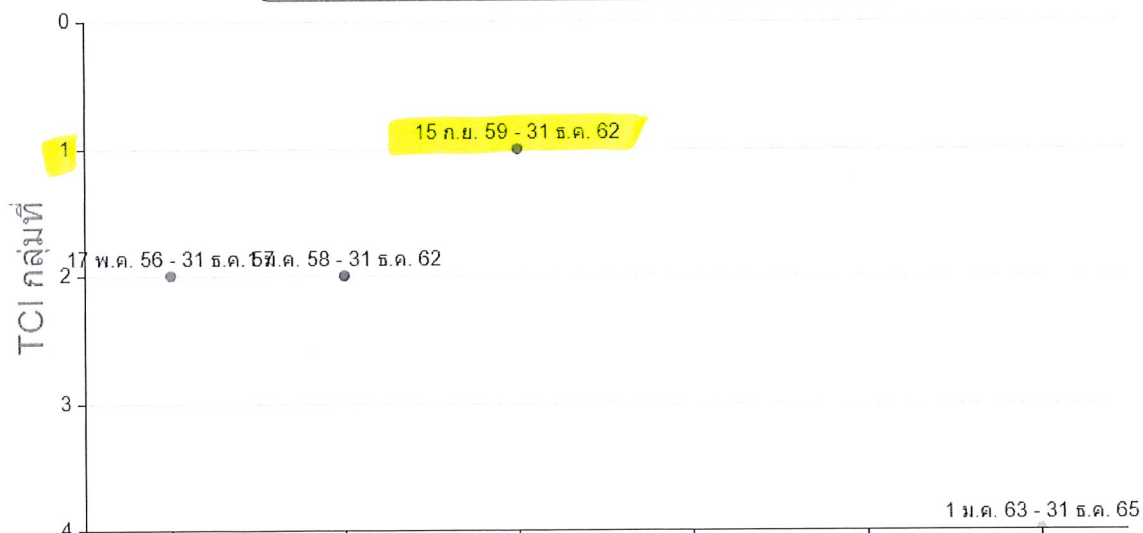 0
15 ก.ย. 59 - 31 ธ.ค. 62
1
TCI กลุ่มที่
17 พ.ค. 56 - 31 ธ.ค. 57
1 ม.ค. 58 - 31 ธ.ค. 62
2
3
1 ม.ค. 63 - 31 ธ.ค. 65
4